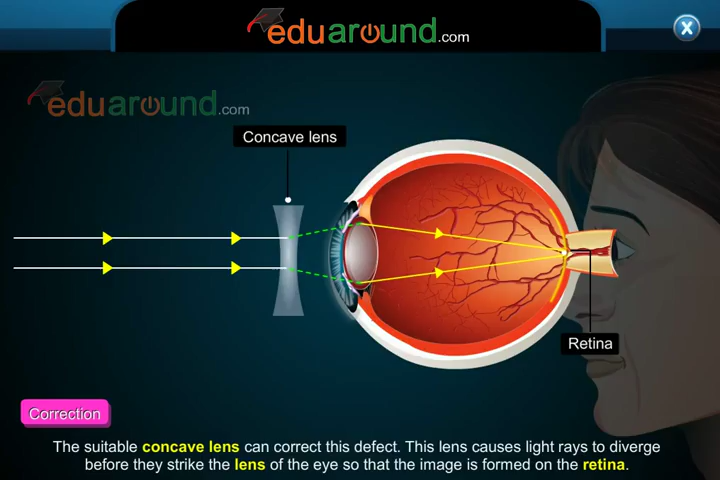 eduaround.com
eduaround.com
Concave lens
Retina
Correction
The suitable concave lens can correct this defect. This lens causes light rays to diverge
before they strike the lens of the eye so that the image is formed on the retina.